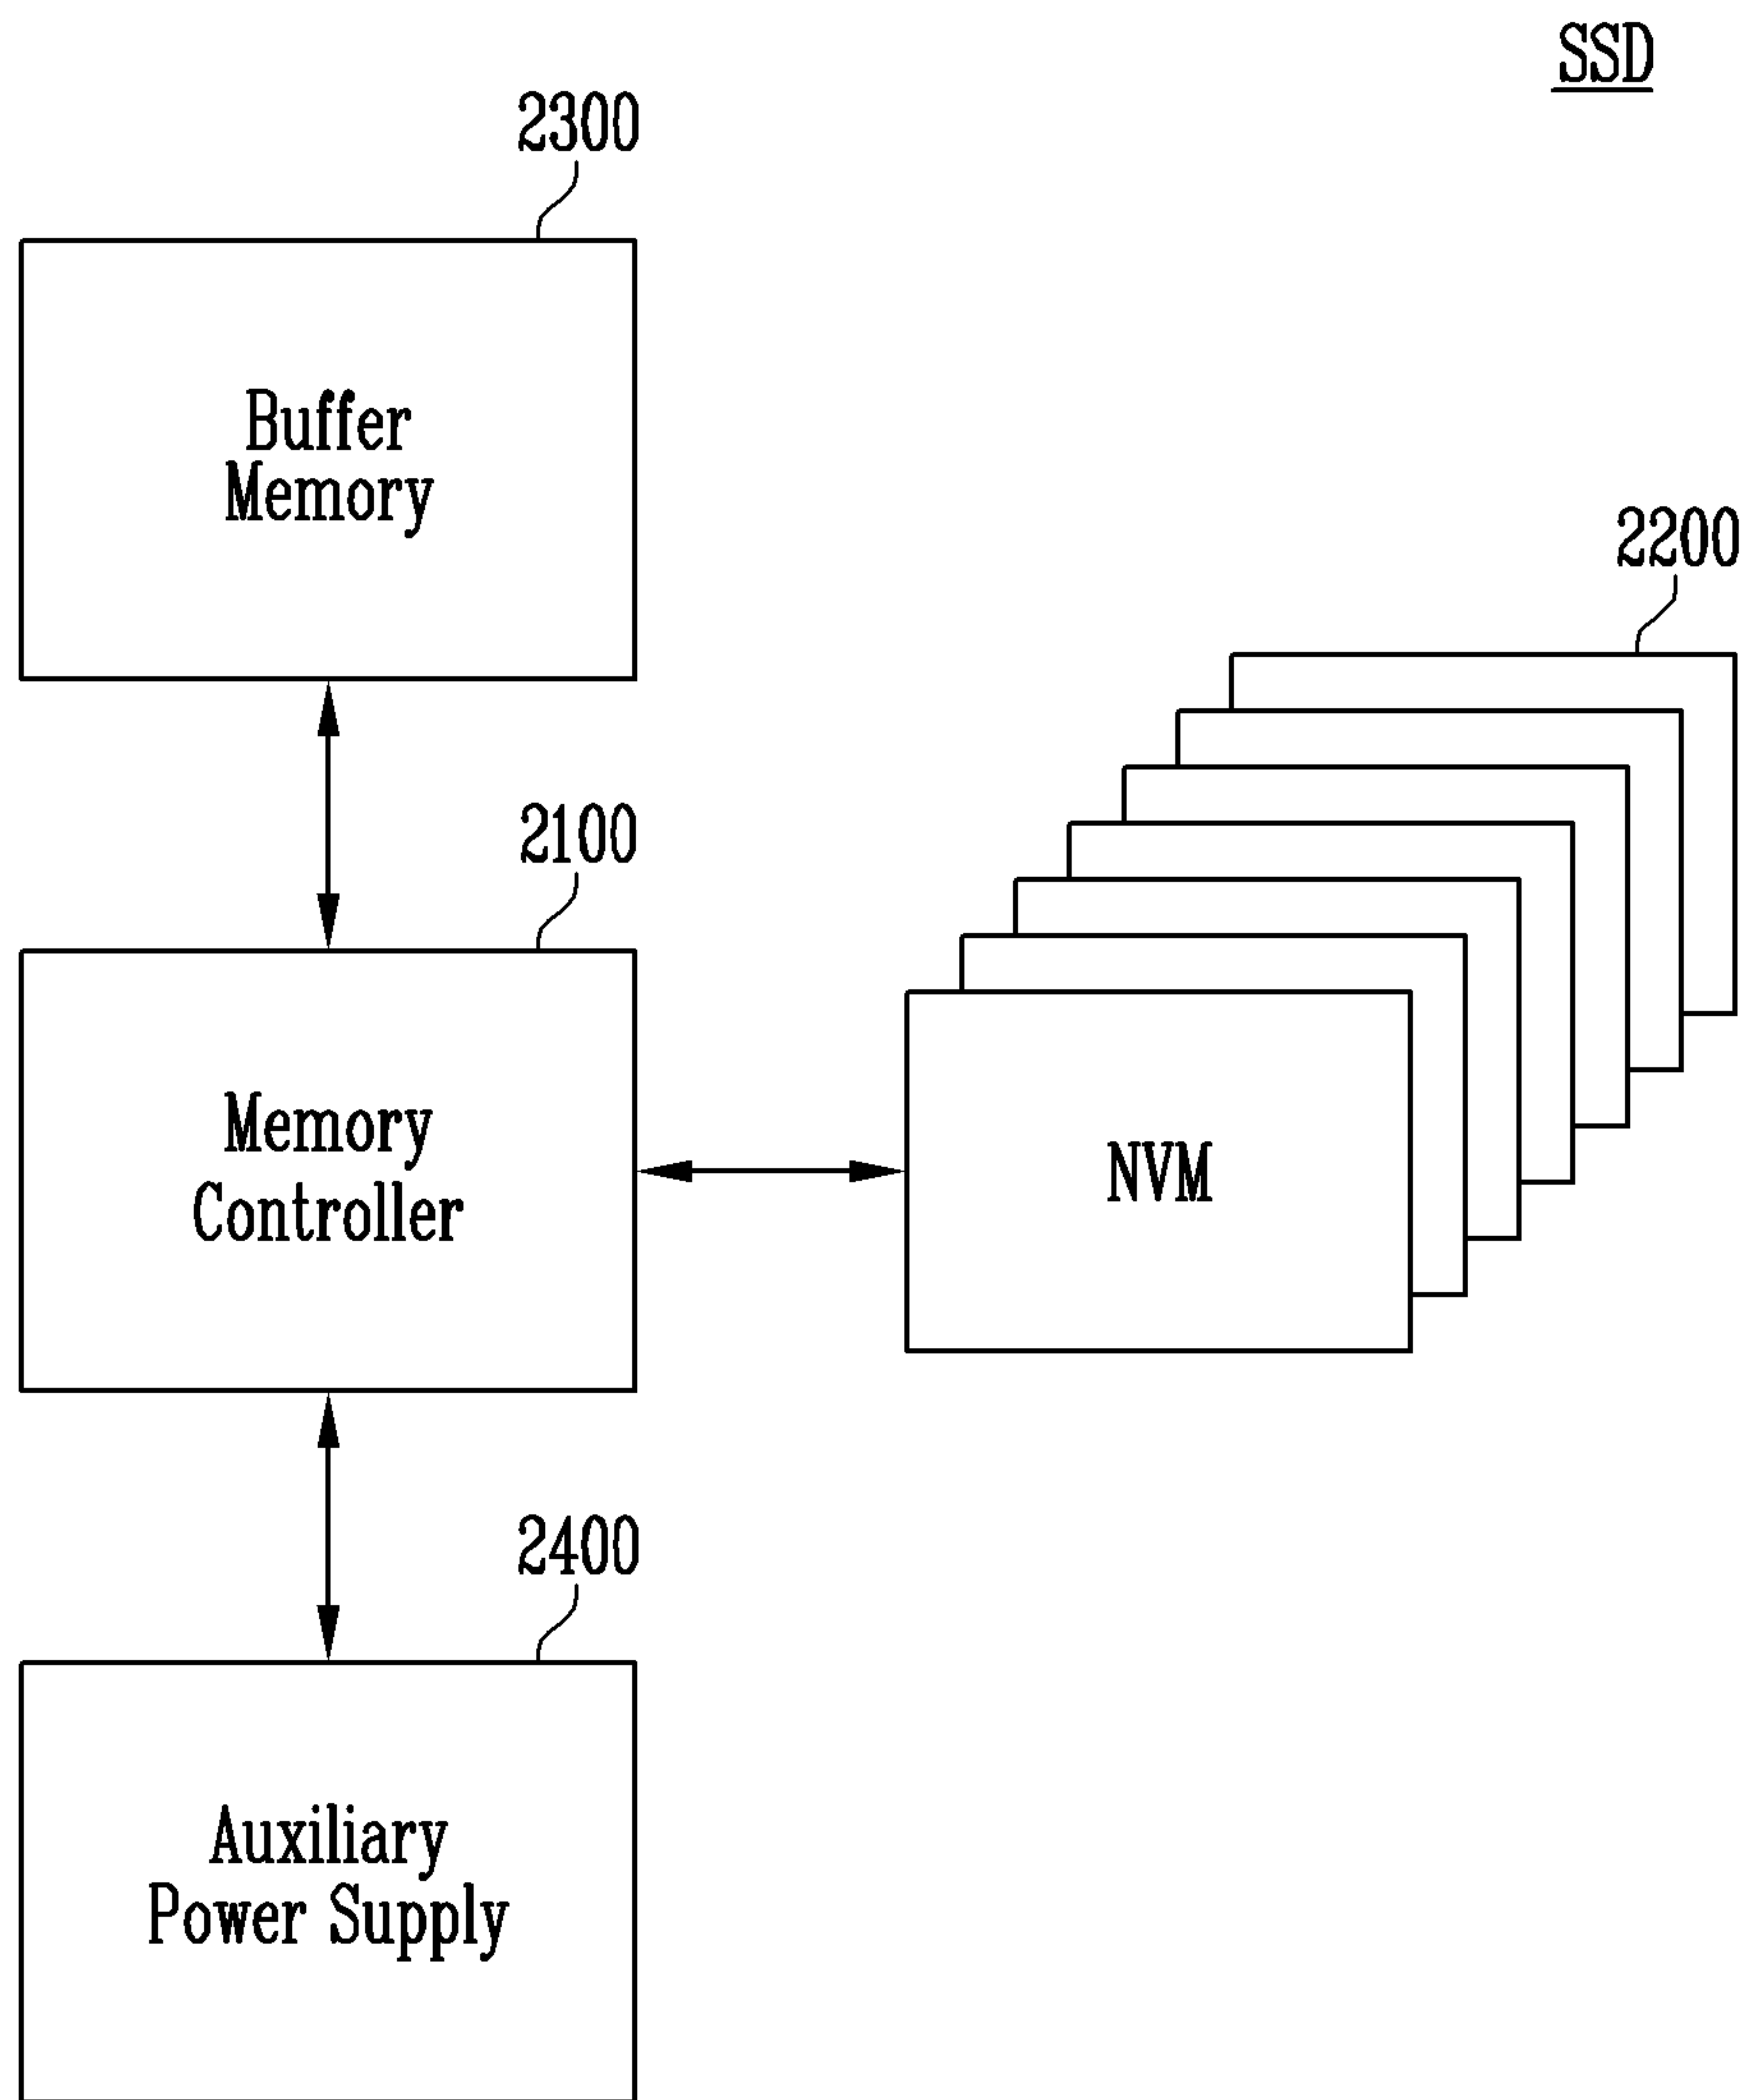 SSD
2300
Buffer
Memory
2200
2100
Memory
Controller
NVM
2400
Auxiliary
Power Supply